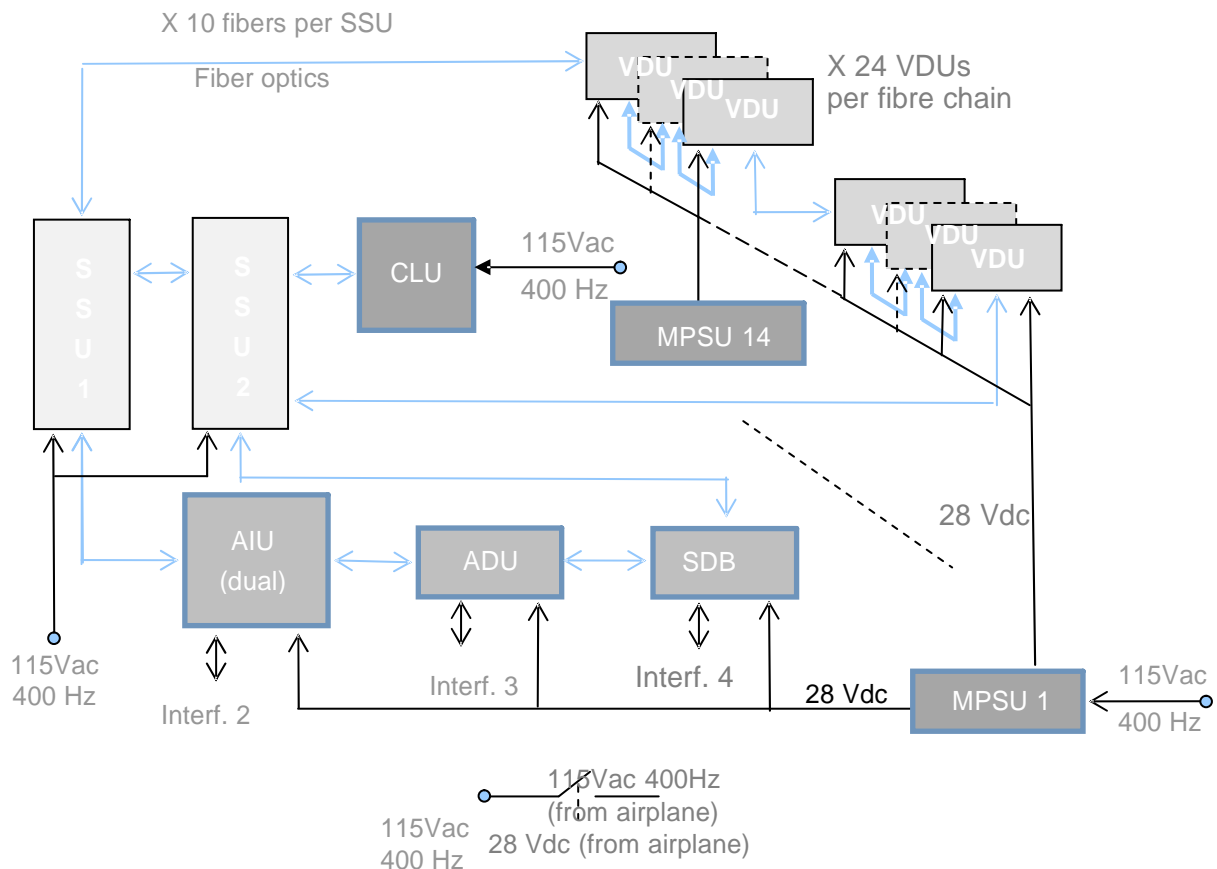 X 10 fibers per SSU
Fiber optics
VDU
VDU
VDU
X 24 VDUs
per fibre chain
VDU
VDU
VDU
S
S
U
1
S
S
U
2
CLU
115Vac
400 Hz
MPSU 14
28 Vdc
AIU
(dual)
ADU
SDB
115Vac
400 Hz
Interf. 2
Interf. 3
Interf. 4
28 Vdc
MPSU 1
115Vac
400 Hz
115Vac 400Hz
(from airplane)
28 Vdc (from airplane)
115Vac
400 Hz